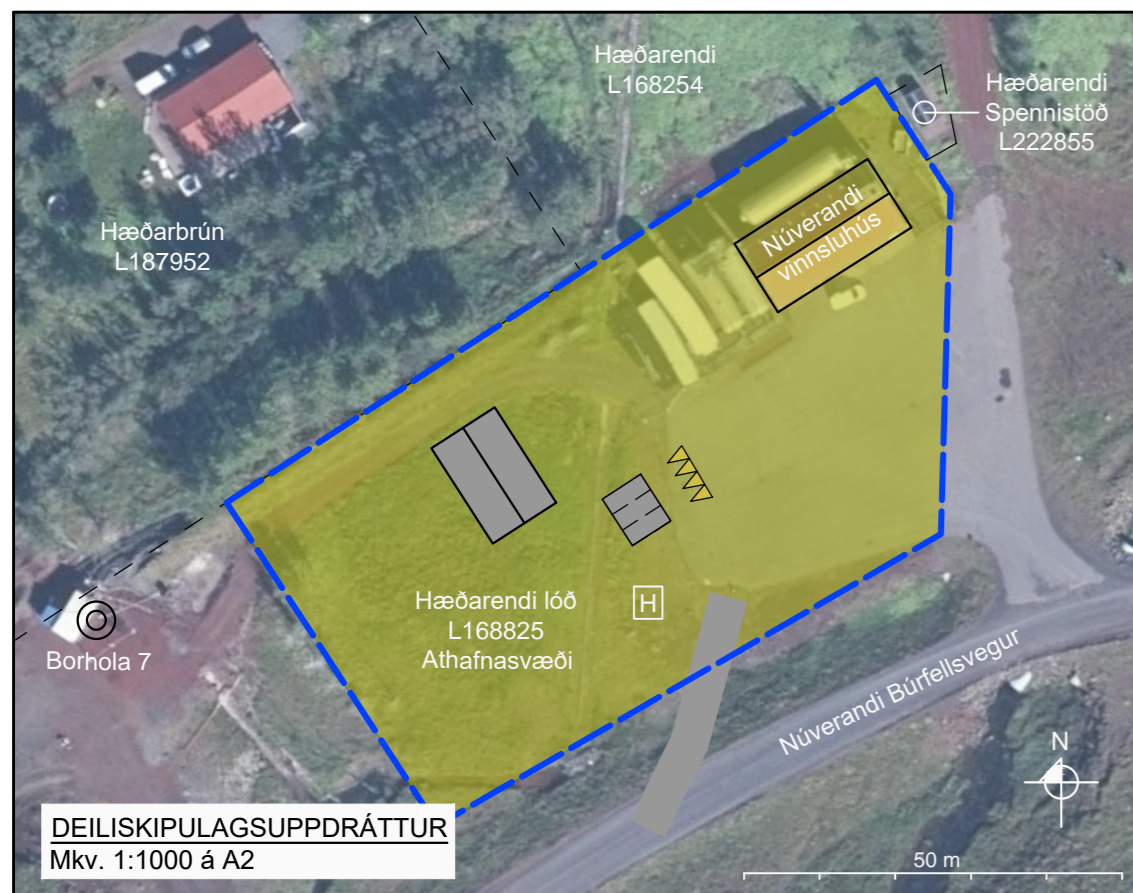 Hæðarendi
L168254
Hæðarendi
Spennistöð
L222855
Hæðarbrún
L187952
Núverandi
vinnsluhús
Hæðarendi lóð
L168825
Athafnasvæði
H
Borhola 7
Núverandi Búrfellsvegur
N
DEILISKIPULAGSUPPDRÁTTUR
Mkv. 1:1000 á A2
50 m